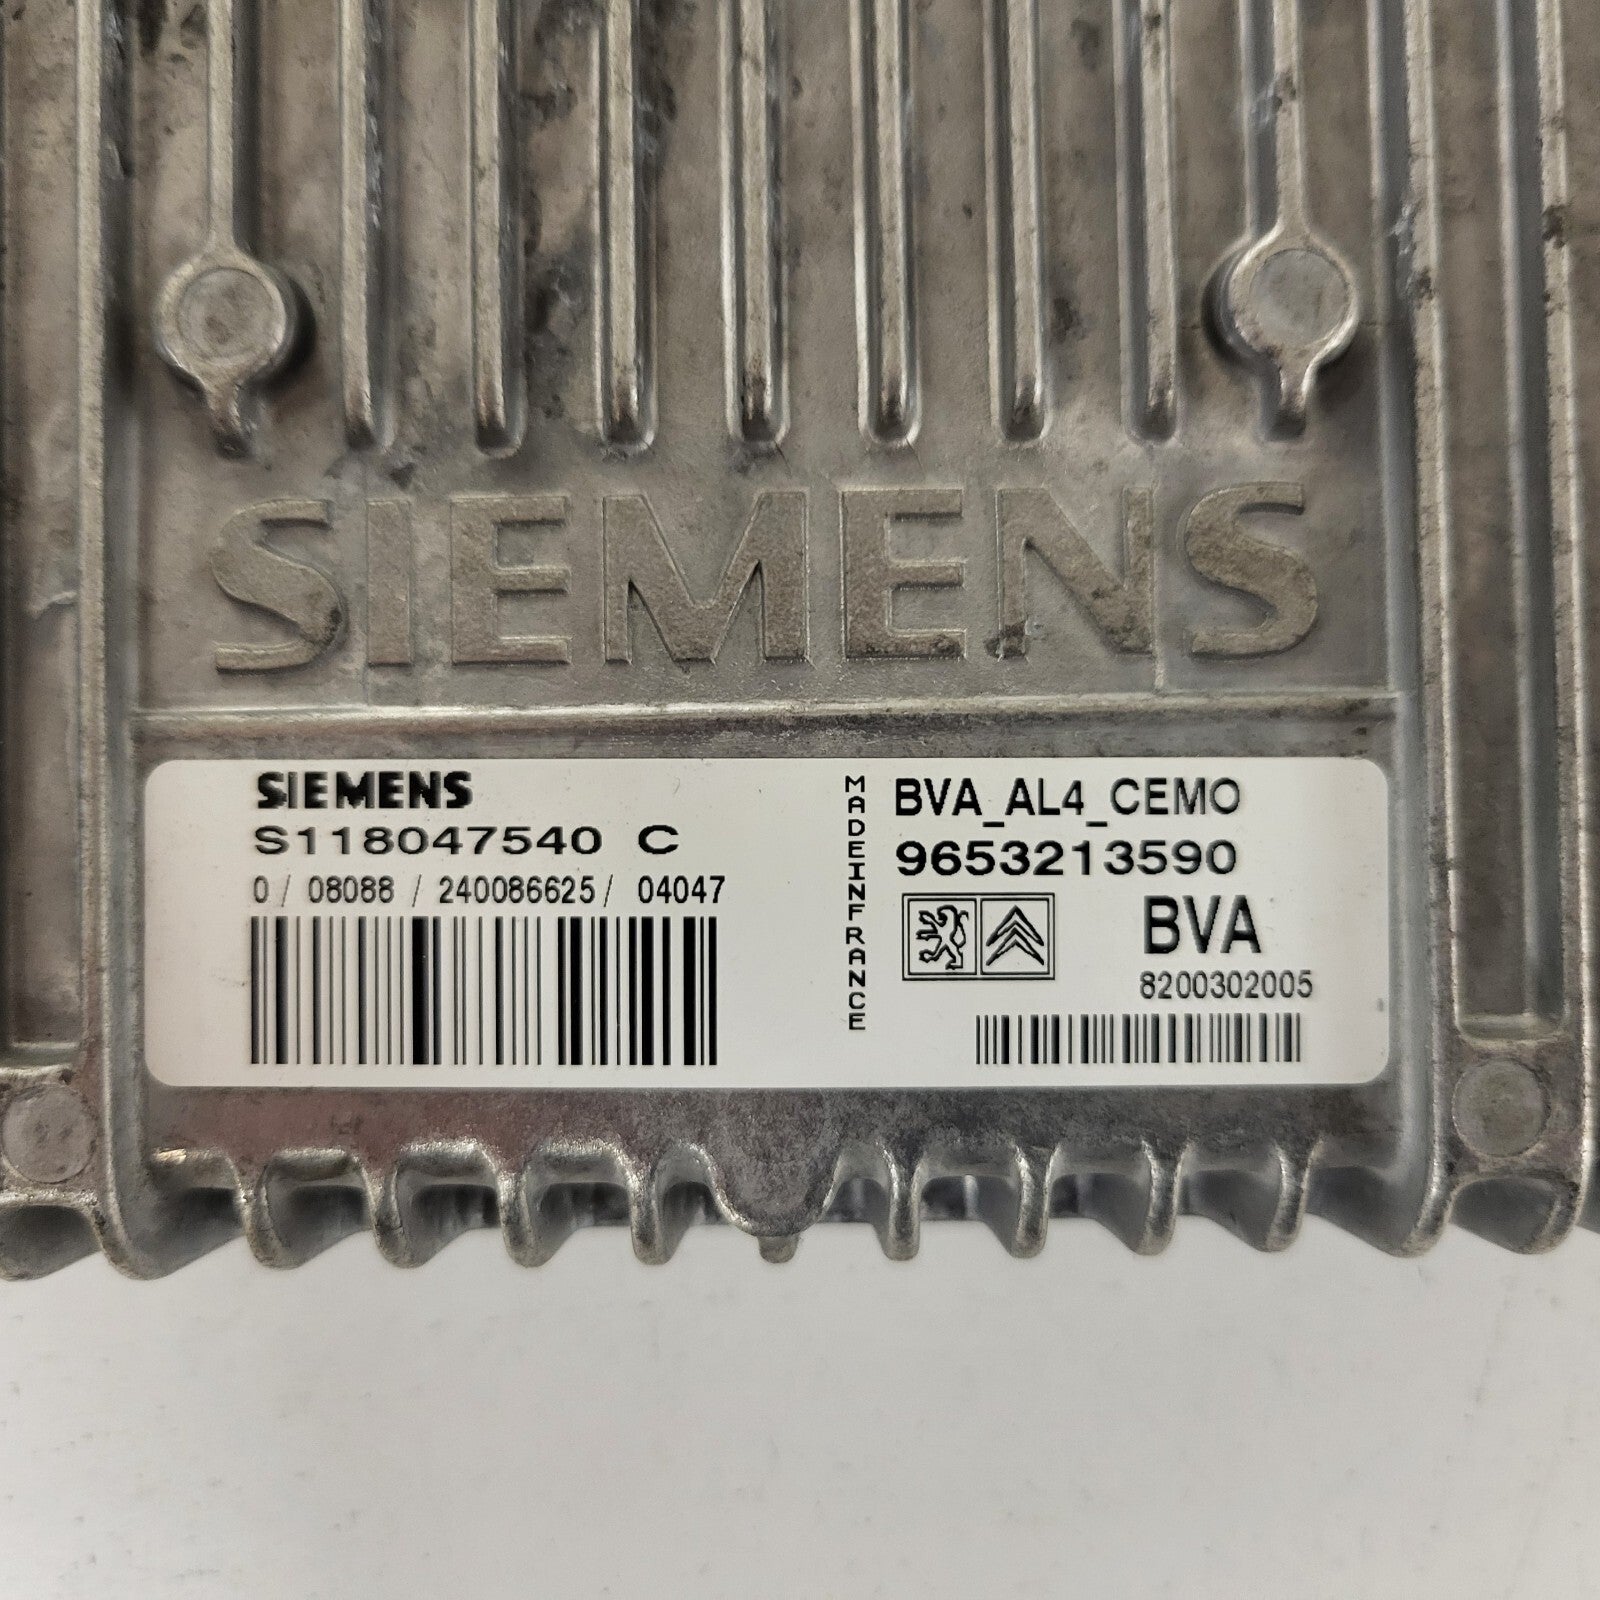 SIEMENS
SIEMENS
S118047540 C
0 / 08088 / 240086625 / 04047
MADEINFRANCE
BVA_AL4_CEMO
9653213590
BVA
8200302005